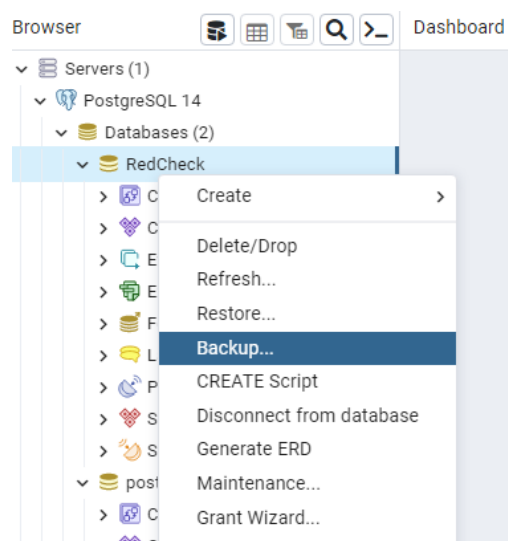 Browser
Dashboard
Servers (1)
PostgreSQL 14
Databases (2)
RedCheck
C
Create
C
Delete/Drop
E
Refresh...
E
Restore...
F
Backup...
L
CREATE Script
P
Disconnect from database
S
Generate ERD
S
Maintenance...
post
Grant Wizard...
C